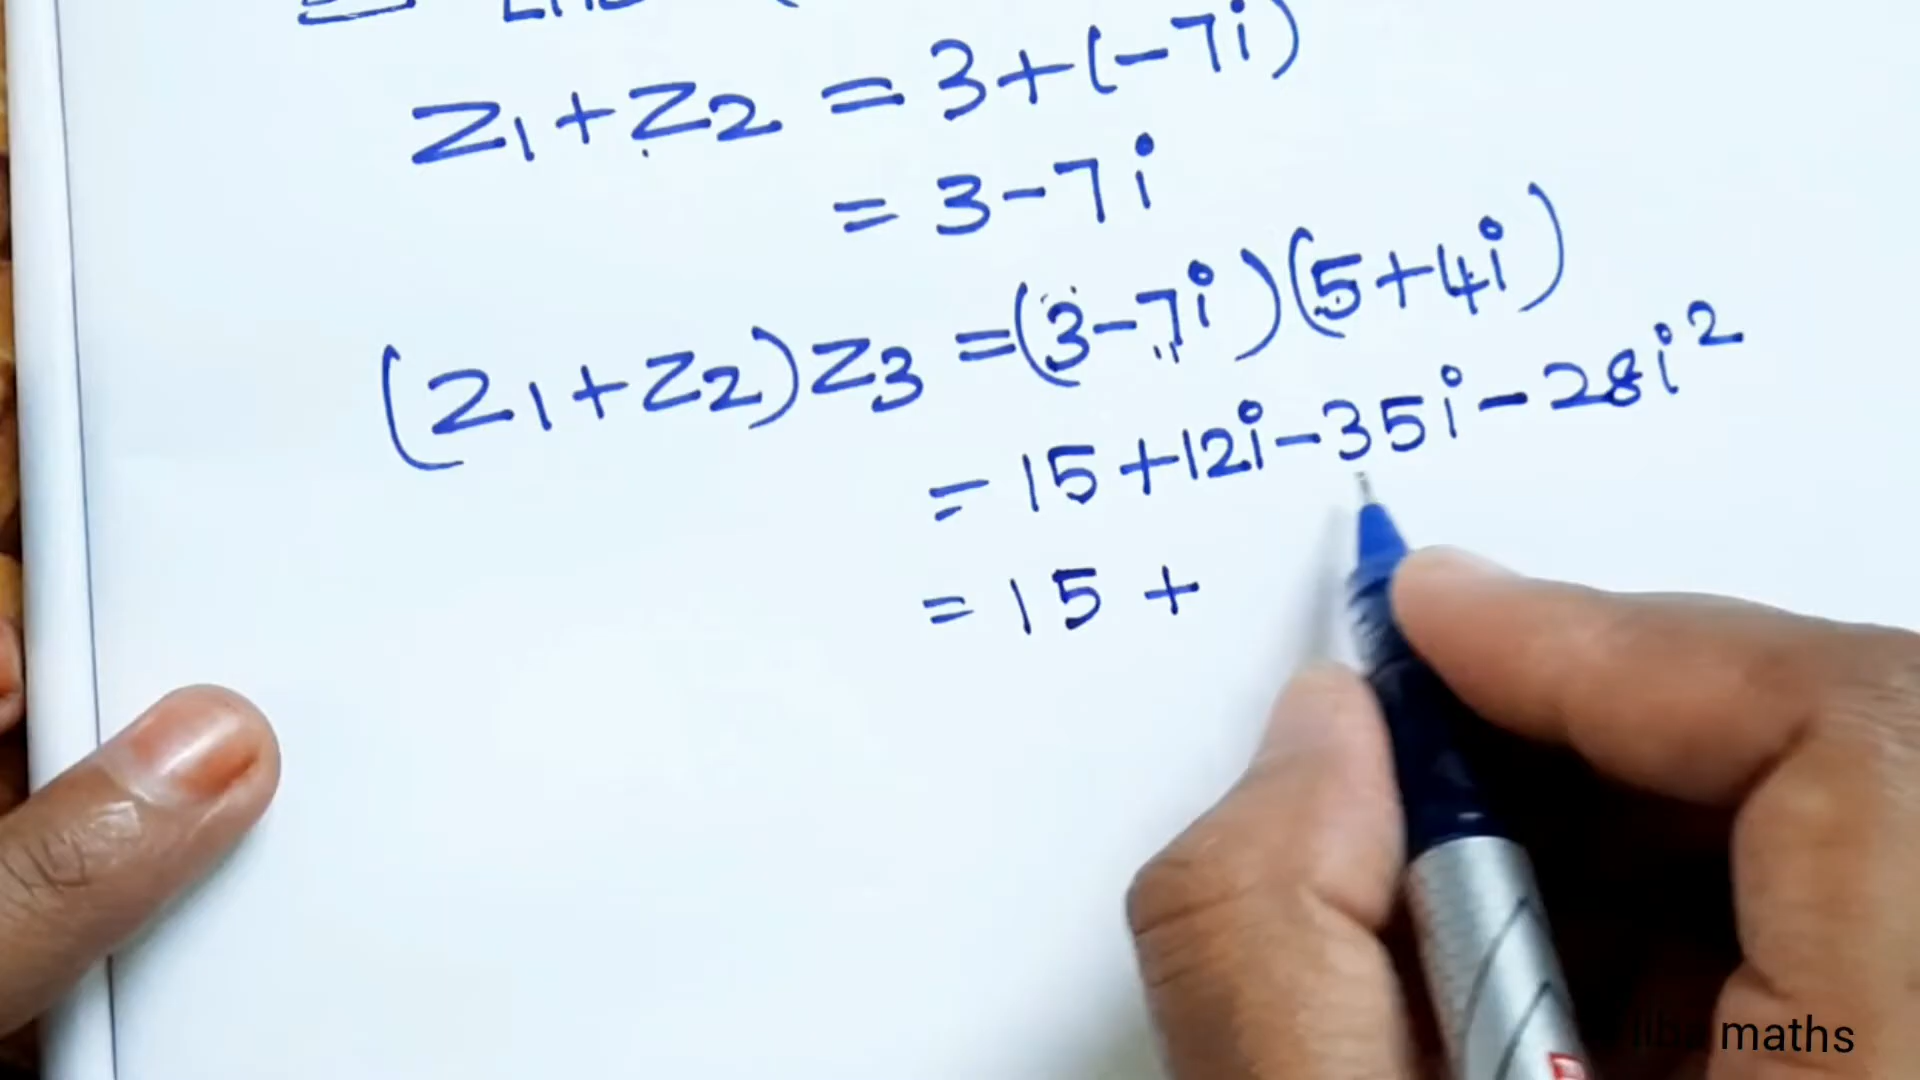 Z1+Z2 = 3+(-7i)
= 3-7i
(Z1+Z2)Z3 =(3-7i)(5+4i)
= 15+12i-35i-28i²
= 15 +
maths